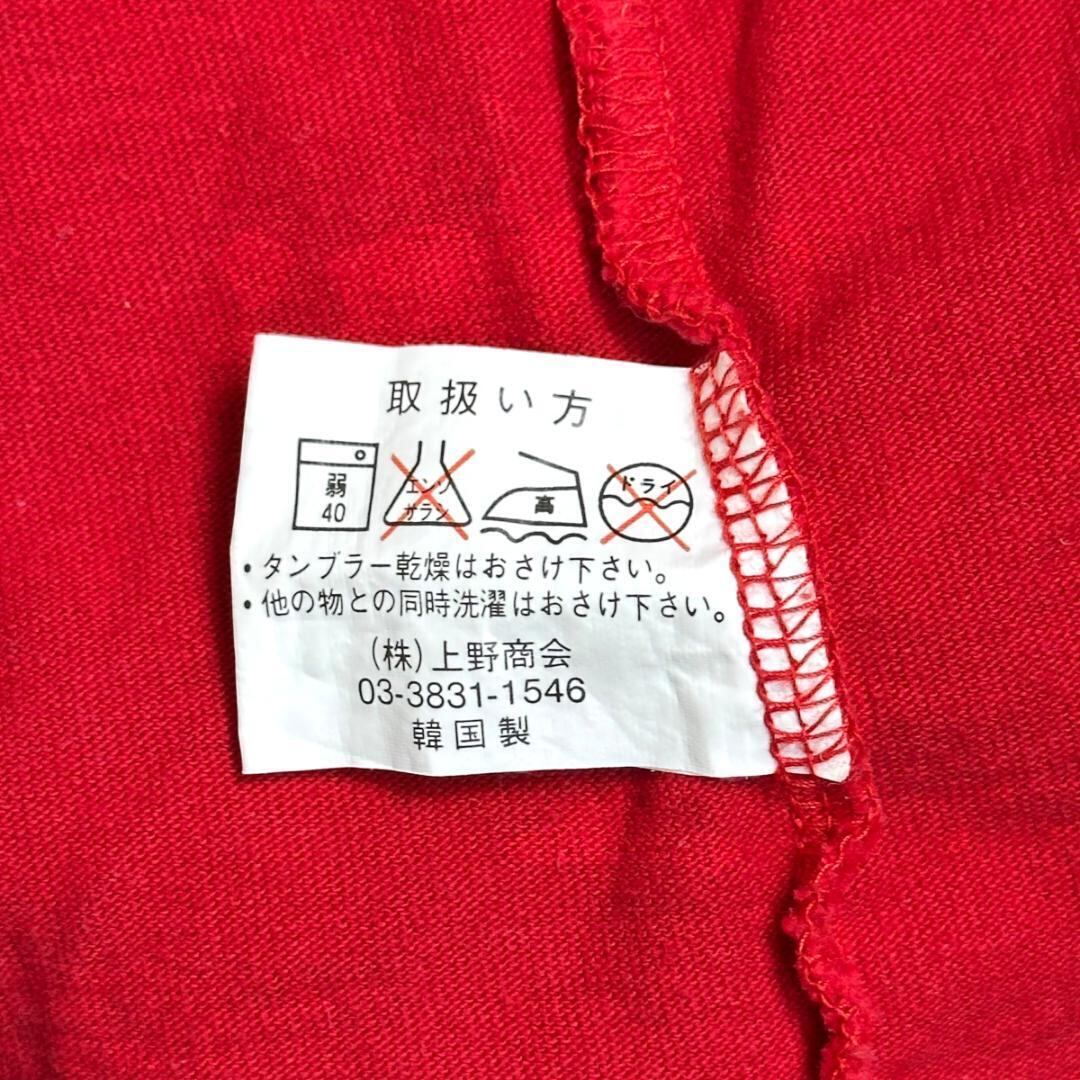 取扱い方
弱 エンソ 高 ドライ
40 サラシ
・タンブラー乾燥はおさけ下さい。
・他の物との同時洗濯はおさけ下さい。
(株)上野商会
03-3831-1546
韓国製